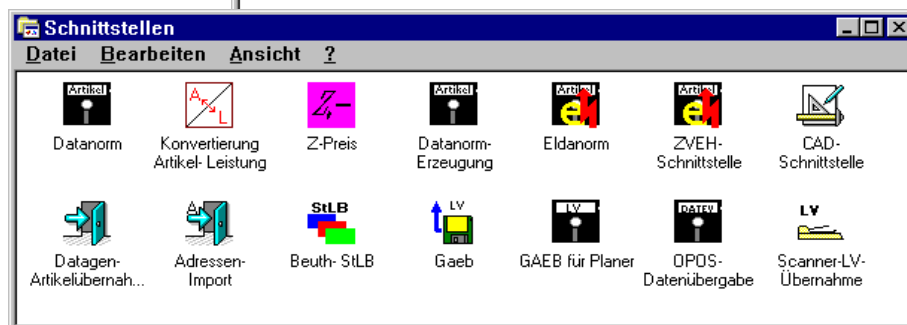 Schnittstellen
Datei Bearbeiten Ansicht ?
Artikel A L Z,- Artikel Artikel Artikel
Datanorm Konvertierung Z-Preis Datanorm- Eldanorm ZVEH- CAD-
Artikel- Leistung Erzeugung Schnittstelle Schnittstelle
A StLB LV LV DATEV LV
Datagen- Adressen- Beuth- StLB Gaeb GAEB für Planer OPOS- Scanner-LV-
Artikelübernah... Import Datenübergabe Übernahme